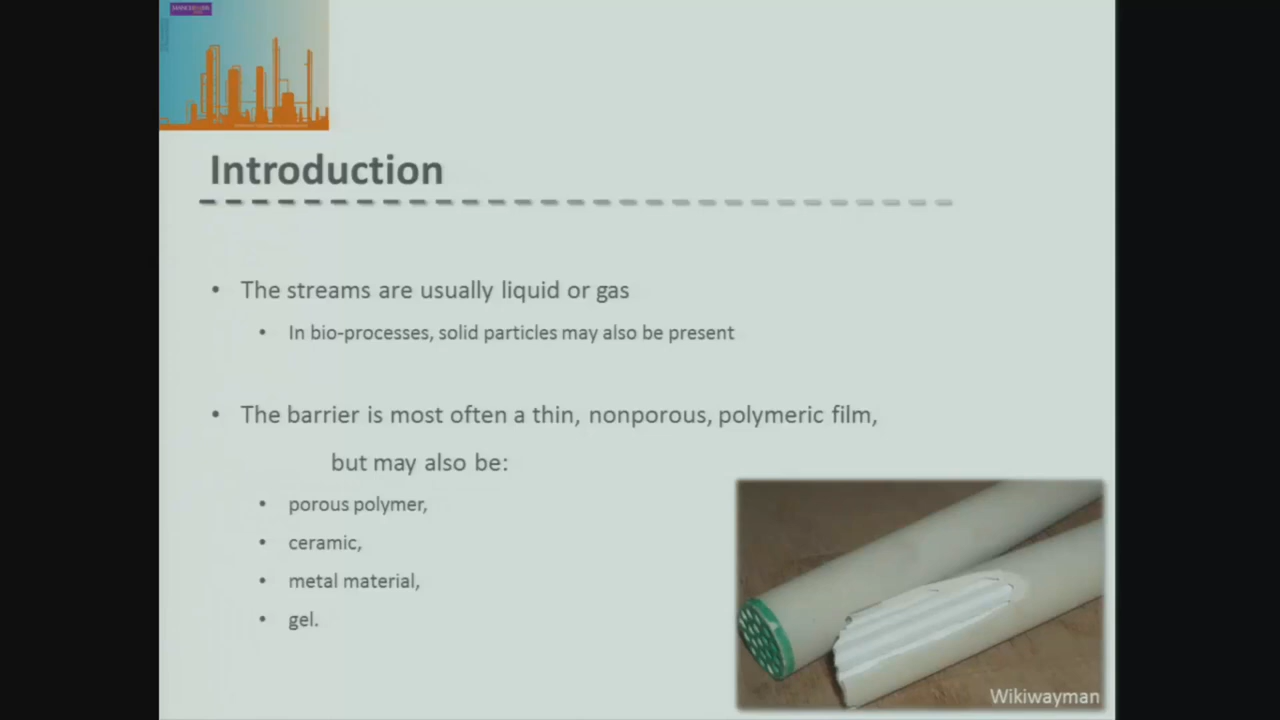 Introduction
• The streams are usually liquid or gas
• In bio-processes, solid particles may also be present
• The barrier is most often a thin, nonporous, polymeric film,
but may also be:
• porous polymer,
• ceramic,
• metal material,
• gel.
Wikiwayman